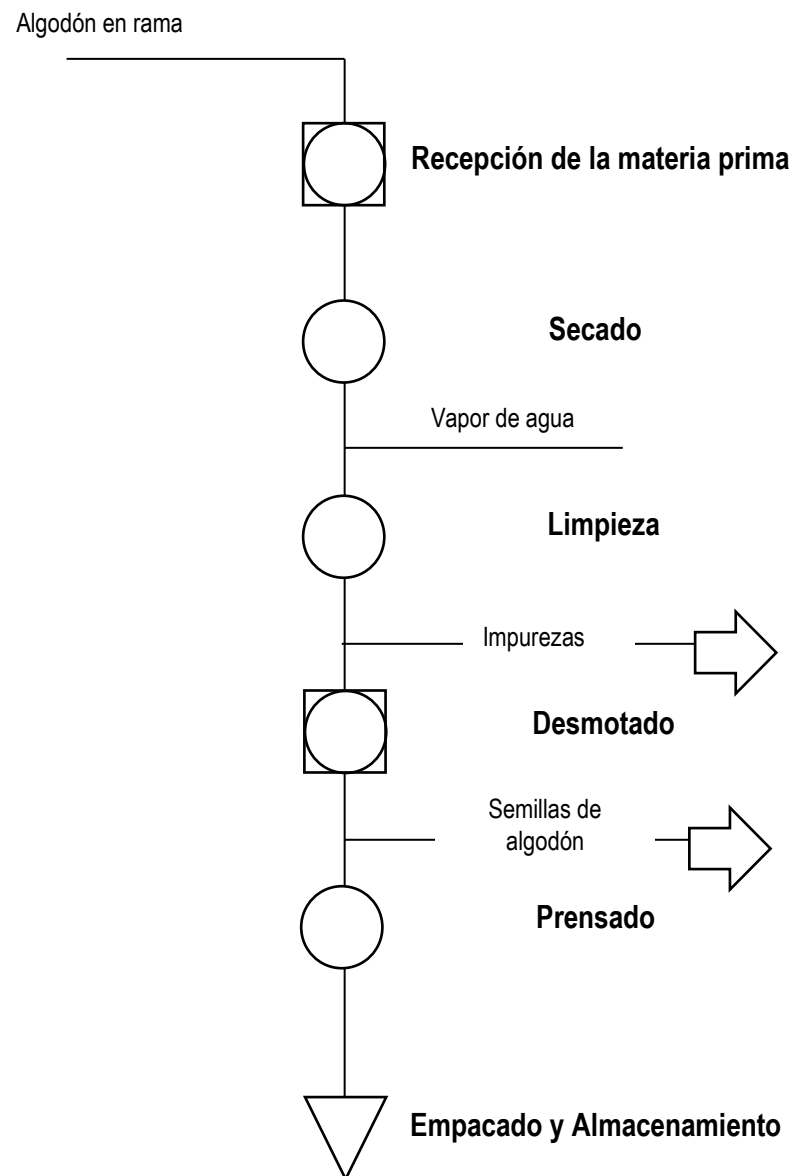 Algodón en rama
Recepción de la materia prima
Secado
Vapor de agua
Limpieza
Impurezas
Desmotado
Semillas de
algodón
Prensado
Empacado y Almacenamiento